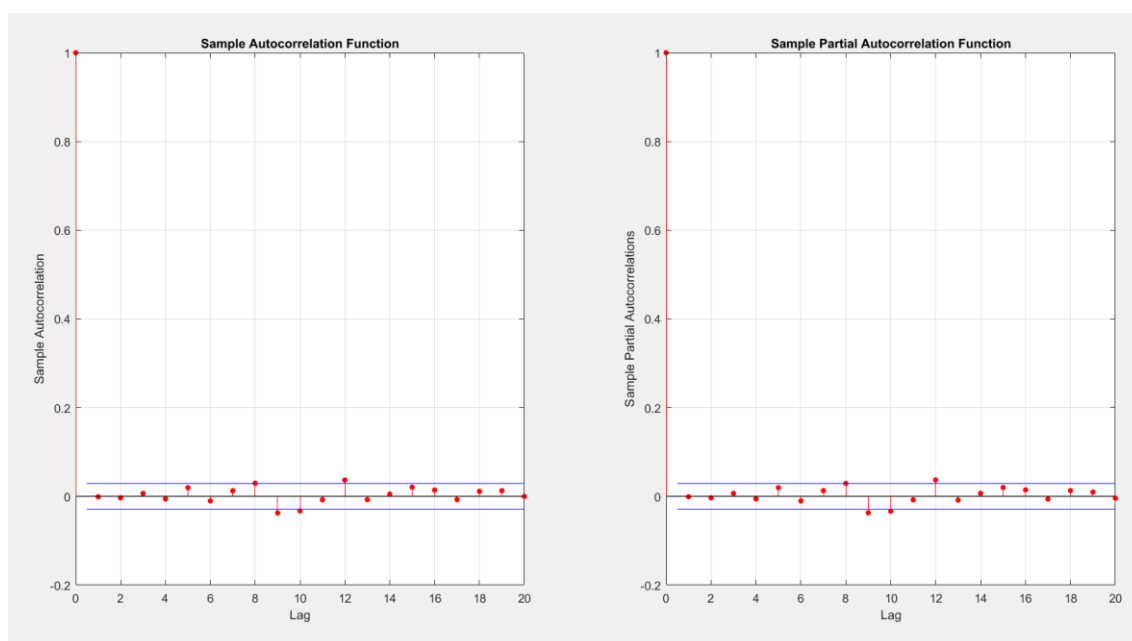 Sample Autocorrelation Function
1
0.8
0.6
0.4
0.2
0
-0.2
Sample Autocorrelation
0 2 4 6 8 10 12 14 16 18 20
Lag
Sample Partial Autocorrelation Function
1
0.8
0.6
0.4
0.2
0
-0.2
Sample Partial Autocorrelations
0 2 4 6 8 10 12 14 16 18 20
Lag